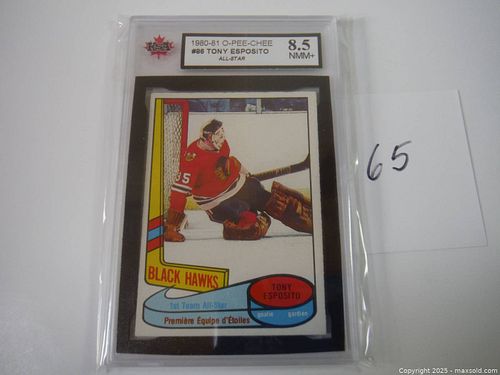 KSA
1980-81 O-PEE-CHEE
#86 TONY ESPOSITO
ALL-STAR
8.5
NMM+
35
65
BLACK HAWKS
1st Team All-Star
Première Équipe d'Étoiles
TONY
ESPOSITO
goalie gardien
Copyright 2025 - maxsold.com